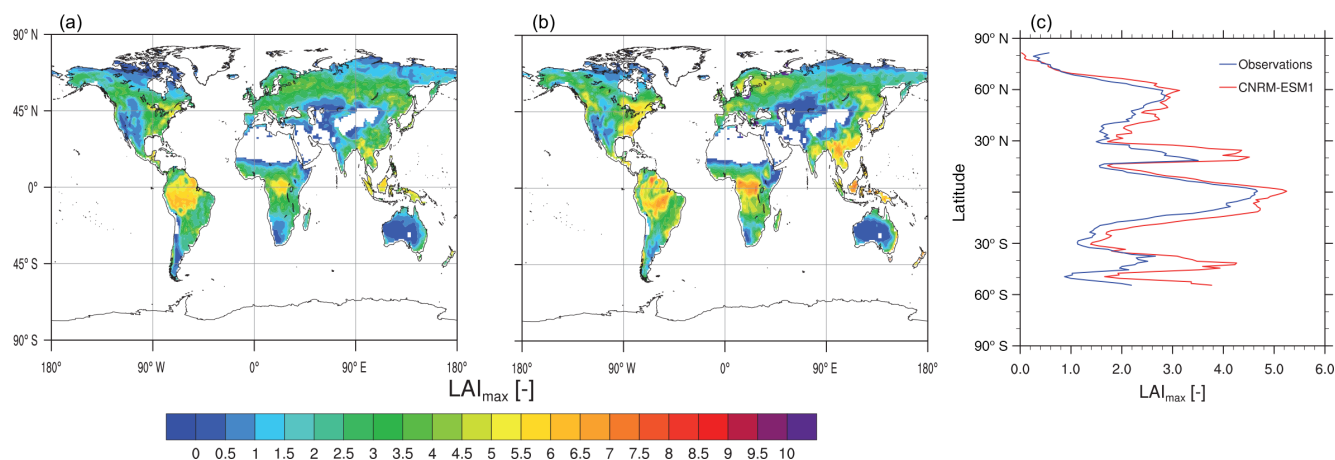 (a)
90° N
45° N
0°
45° S
90° S
180°
90° W
0°
90° E
180°
(b)
180°
90° W
0°
90° E
180°
LAImax [-]
0 0.5 1 1.5 2 2.5 3 3.5 4 4.5 5 5.5 6 6.5 7 7.5 8 8.5 9 9.5 10
(c)
90° N
60° N
30° N
0°
30° S
60° S
90° S
Latitude
Observations
CNRM-ESM1
0.0 1.0 2.0 3.0 4.0 5.0 6.0
LAImax [-]